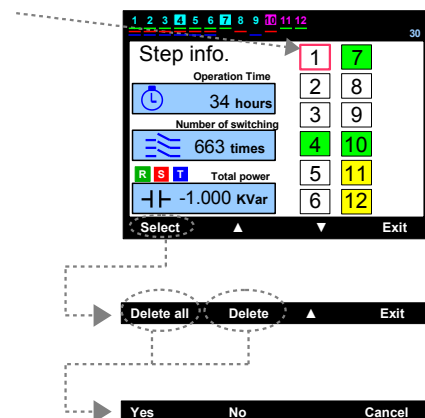 1 2 3 4 5 6 7 8 9 10 11 12
30
Step info.
Operation Time
34 hours
Number of switching
663 times
R S T Total power
-1.000 KVar
1 7
2 8
3 9
4 10
5 11
6 12
Select ▲ ▼ Exit
Delete all Delete ▲ Exit
Yes No Cancel